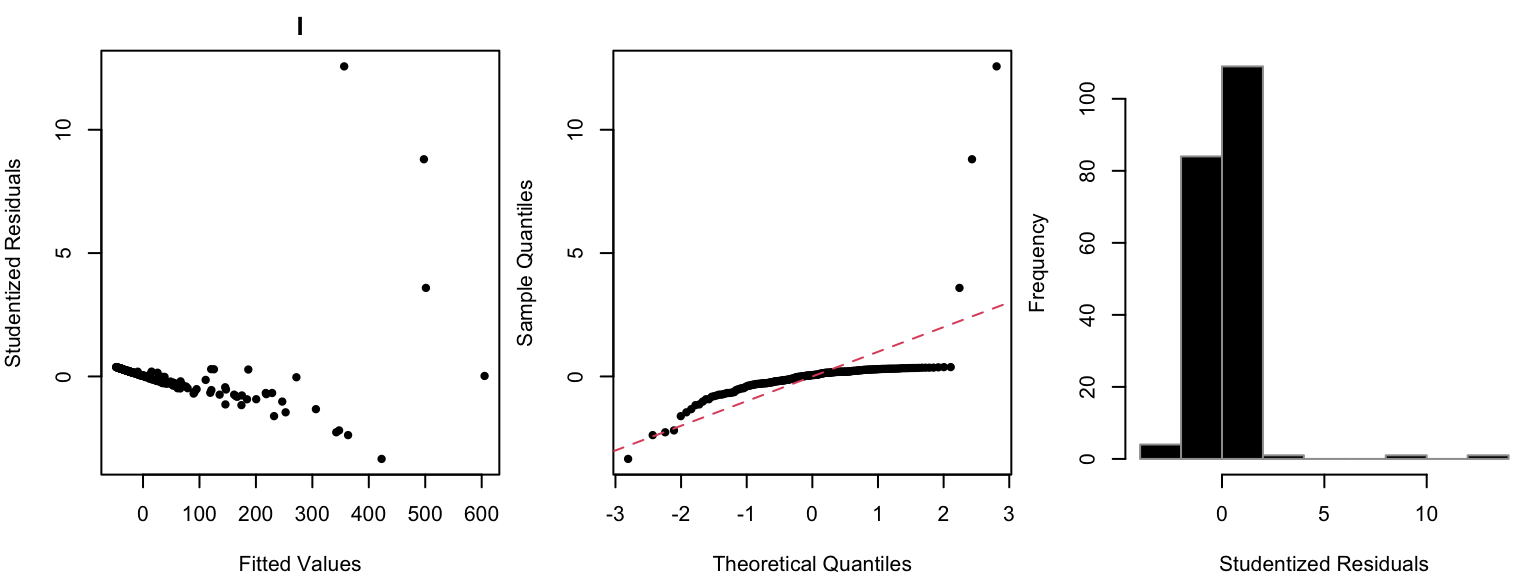 I
Studentized Residuals
10
5
0
0 100 200 300 400 500 600
Fitted Values
Sample Quantiles
10
5
0
-3 -2 -1 0 1 2 3
Theoretical Quantiles
Frequency
100
80
60
40
20
0
0 5 10
Studentized Residuals